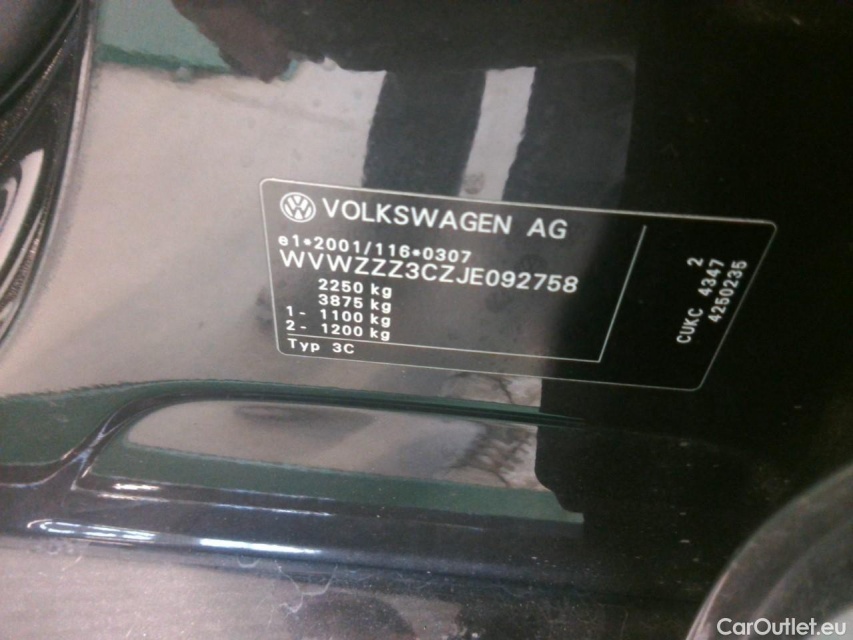 VOLKSWAGEN AG
e1*2001/116*0307
WVWZZZ3CZJE092758
2250 kg
3875 kg
1- 1100 kg
2- 1200 kg
Typ 3C
2
CUKC 4347
4250235
CarOutlet.eu